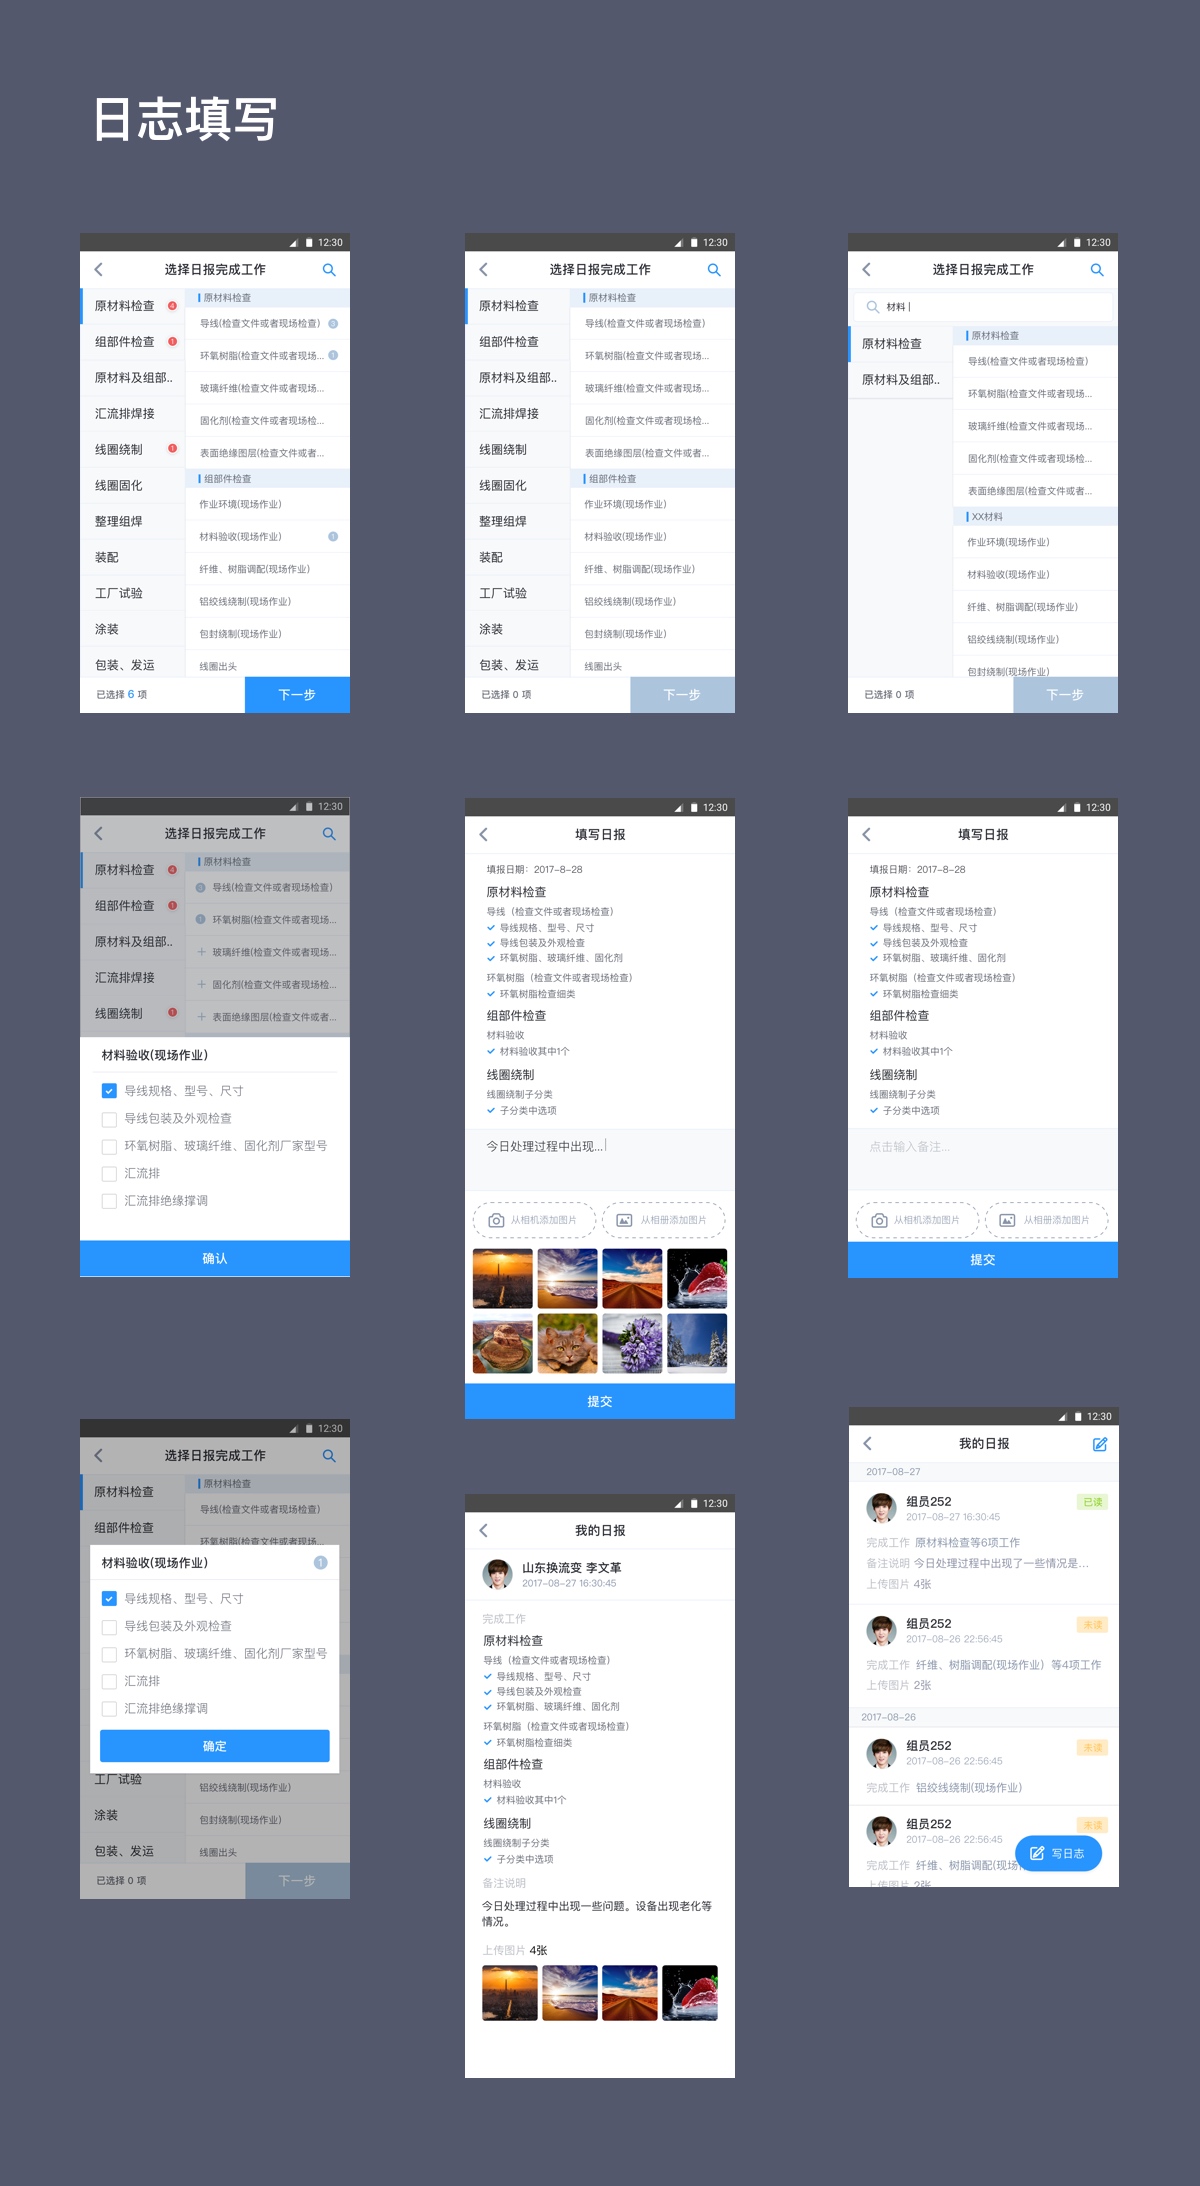 日志填写
12:30
选择日报完成工作
原材料检查 4
组部件检查 1
原材料及组部..
汇流排焊接
线圈绕制 1
线圈固化
整理组焊
装配
工厂试验
涂装
包装、发运
原材料检查
导线(检查文件或者现场检查) 3
环氧树脂(检查文件或者现场... 1
玻璃纤维(检查文件或者现场...
固化剂(检查文件或者现场检...
表面绝缘图层(检查文件或者...
组部件检查
作业环境(现场作业)
材料验收(现场作业) 1
纤维、树脂调配(现场作业)
铝绞线绕制(现场作业)
包封绕制(现场作业)
线圈出头
已选择 6 项
下一步
12:30
选择日报完成工作
原材料检查
组部件检查
原材料及组部..
汇流排焊接
线圈绕制
线圈固化
整理组焊
装配
工厂试验
涂装
包装、发运
原材料检查
导线(检查文件或者现场检查)
环氧树脂(检查文件或者现场...
玻璃纤维(检查文件或者现场...
固化剂(检查文件或者现场检...
表面绝缘图层(检查文件或者...
组部件检查
作业环境(现场作业)
材料验收(现场作业)
纤维、树脂调配(现场作业)
铝绞线绕制(现场作业)
包封绕制(现场作业)
线圈出头
已选择 0 项
下一步
12:30
选择日报完成工作
材料
原材料检查
原材料及组部..
原材料检查
导线(检查文件或者现场检查)
环氧树脂(检查文件或者现场...
玻璃纤维(检查文件或者现场...
固化剂(检查文件或者现场检...
表面绝缘图层(检查文件或者...
XX材料
作业环境(现场作业)
材料验收(现场作业)
纤维、树脂调配(现场作业)
铝绞线绕制(现场作业)
包封绕制(现场作业)
已选择 0 项
下一步
12:30
选择日报完成工作
原材料检查 4
组部件检查 1
原材料及组部..
汇流排焊接
线圈绕制 1
原材料检查
3 导线(检查文件或者现场检查)
1 环氧树脂(检查文件或者现场...
玻璃纤维(检查文件或者现场...
固化剂(检查文件或者现场检...
表面绝缘图层(检查文件或者...
材料验收(现场作业)
导线规格、型号、尺寸
导线包装及外观检查
环氧树脂、玻璃纤维、固化剂厂家型号
汇流排
汇流排绝缘撑调
确认
12:30
填写日报
填报日期：2017-8-28
原材料检查
导线（检查文件或者现场检查）
导线规格、型号、尺寸
导线包装及外观检查
环氧树脂、玻璃纤维、固化剂
环氧树脂（检查文件或者现场检查）
环氧树脂检查细类
组部件检查
材料验收
材料验收其中1个
线圈绕制
线圈绕制子分类
子分类中选项
今日处理过程中出现...
从相机添加图片
从相册添加图片
提交
12:30
填写日报
填报日期：2017-8-28
原材料检查
导线（检查文件或者现场检查）
导线规格、型号、尺寸
导线包装及外观检查
环氧树脂、玻璃纤维、固化剂
环氧树脂（检查文件或者现场检查）
环氧树脂检查细类
组部件检查
材料验收
材料验收其中1个
线圈绕制
线圈绕制子分类
子分类中选项
点击输入备注...
从相机添加图片
从相册添加图片
提交
12:30
选择日报完成工作
原材料检查
组部件检查
原材料检查
导线(检查文件或者现场检查)
环氧树脂(检查文件或者现场...
材料验收(现场作业) 1
导线规格、型号、尺寸
导线包装及外观检查
环氧树脂、玻璃纤维、固化剂厂家型号
汇流排
汇流排绝缘撑调
确定
工厂试验
涂装
包装、发运
铝绞线绕制(现场作业)
包封绕制(现场作业)
线圈出头
已选择 0 项
下一步
12:30
我的日报
山东换流变 李文革
2017-08-27 16:30:45
完成工作
原材料检查
导线（检查文件或者现场检查）
导线规格、型号、尺寸
导线包装及外观检查
环氧树脂、玻璃纤维、固化剂
环氧树脂（检查文件或者现场检查）
环氧树脂检查细类
组部件检查
材料验收
材料验收其中1个
线圈绕制
线圈绕制子分类
子分类中选项
备注说明
今日处理过程中出现一些问题。设备出现老化等
情况。
上传图片 4张
12:30
我的日报
2017-08-27
组员252
已读
2017-08-27 16:30:45
完成工作 原材料检查等6项工作
备注说明 今日处理过程中出现了一些情况是...
上传图片 4张
组员252
未读
2017-08-26 22:56:45
完成工作 纤维、树脂调配(现场作业）等4项工作
上传图片 2张
2017-08-26
组员252
未读
2017-08-26 22:56:45
完成工作 铝绞线绕制(现场作业)
组员252
未读
2017-08-26 22:56:45
完成工作 纤维、树脂调配(现场
写日志
上传图片 2张